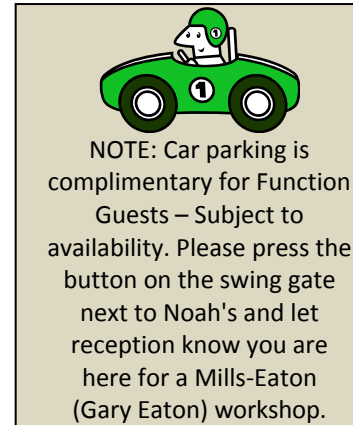 1
1
NOTE: Car parking is
complimentary for Function
Guests – Subject to
availability. Please press the
button on the swing gate
next to Noah's and let
reception know you are
here for a Mills-Eaton
(Gary Eaton) workshop.